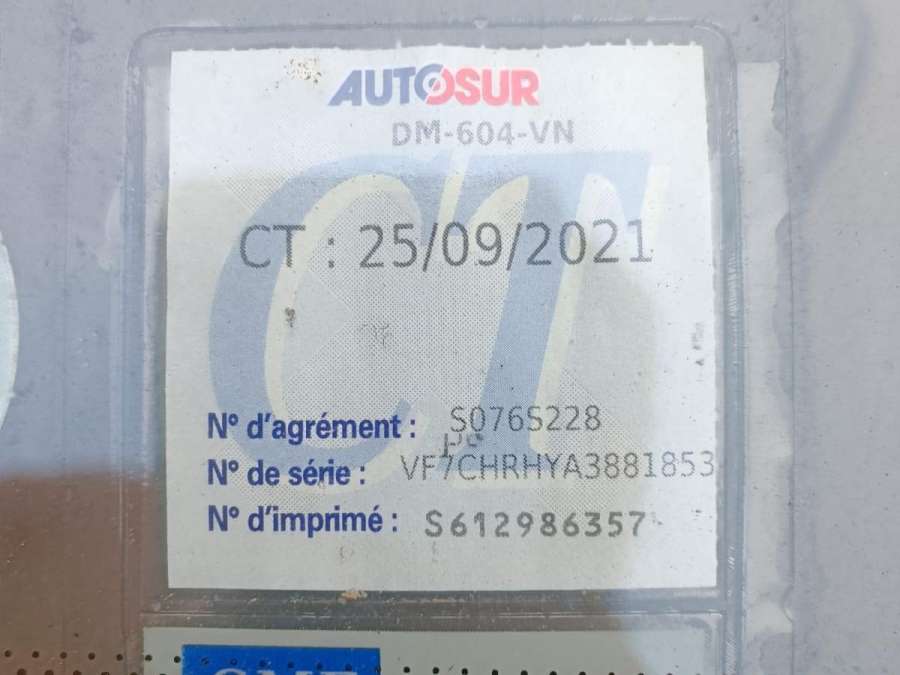 AUTOSUR
DM-604-VN
CT : 25/09/2021
N° d'agrément : S076S228
N° de série : VF7CHRHYA3881853
N° d'imprimé : S612986357